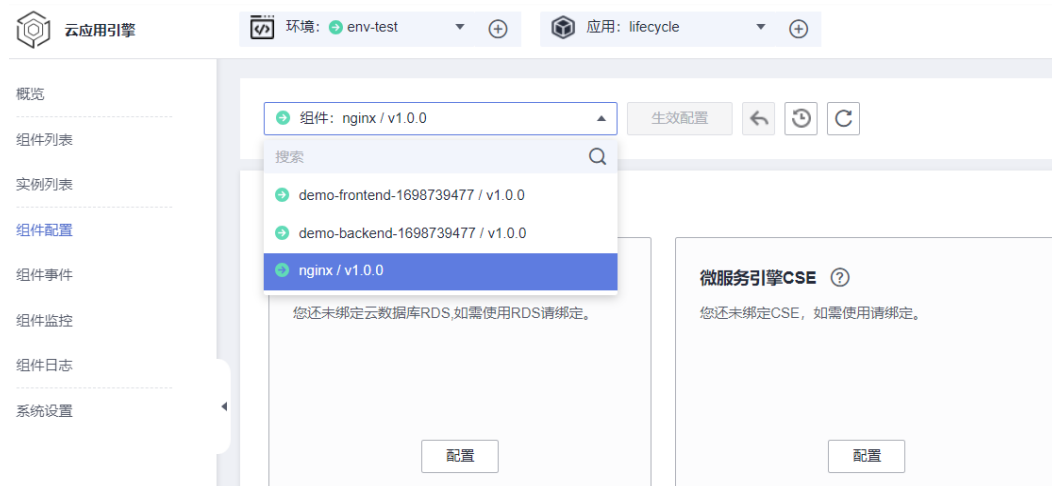 云应用引擎
环境： env-test
应用： lifecycle
概览
组件列表
实例列表
组件配置
组件事件
组件监控
组件日志
系统设置
组件： nginx / v1.0.0
生效配置
搜索
demo-frontend-1698739477 / v1.0.0
demo-backend-1698739477 / v1.0.0
nginx / v1.0.0
您还未绑定云数据库RDS,如需使用RDS请绑定。
配置
微服务引擎CSE
您还未绑定CSE，如需使用请绑定。
配置